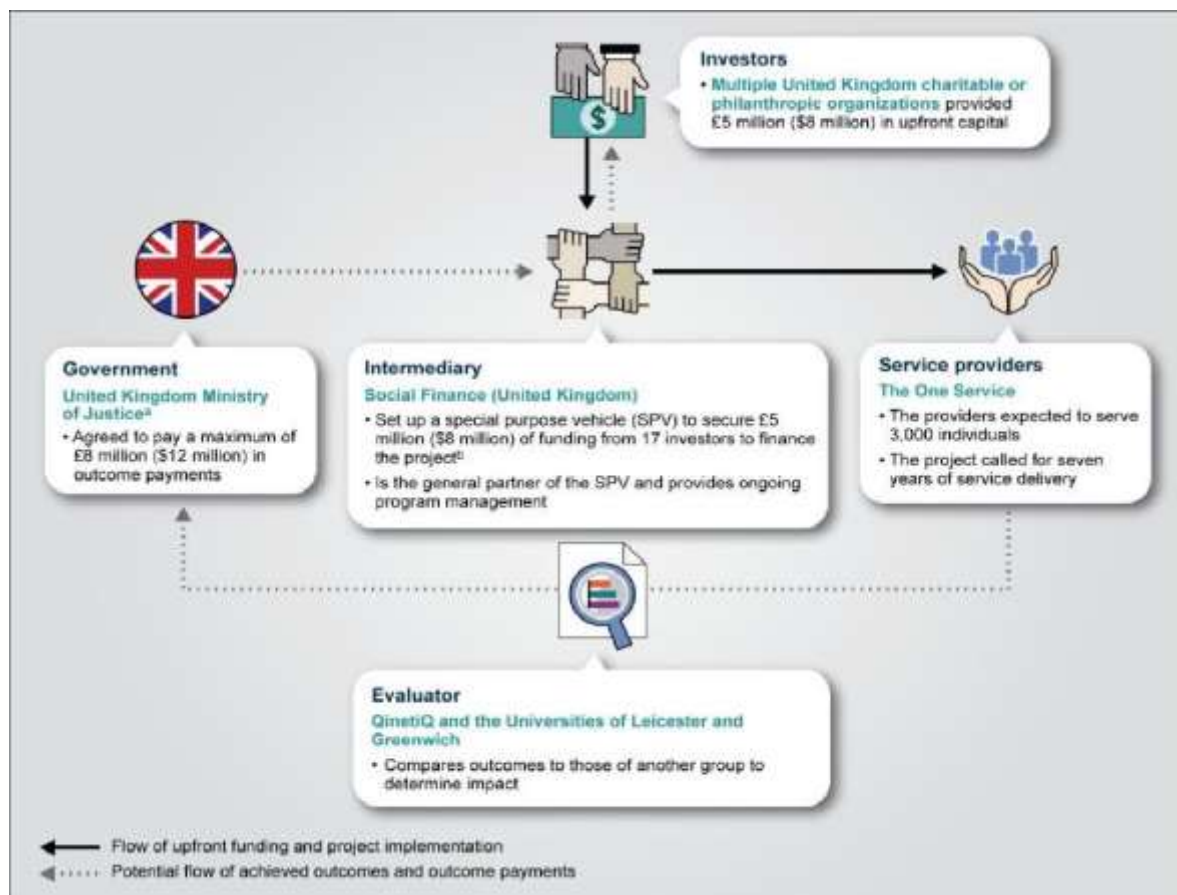 Investors
• Multiple United Kingdom charitable or
philanthropic organizations provided
£5 million ($8 million) in upfront capital
Government
United Kingdom Ministry
of Justiceᵃ
• Agreed to pay a maximum of
£8 million ($12 million) in
outcome payments
Intermediary
Social Finance (United Kingdom)
• Set up a special purpose vehicle (SPV) to secure £5
million ($8 million) of funding from 17 investors to finance
the projectᵇ
• Is the general partner of the SPV and provides ongoing
program management
Service providers
The One Service
• The providers expected to serve
3,000 individuals
• The project called for seven
years of service delivery
Evaluator
QinetiQ and the Universities of Leicester and
Greenwich
• Compares outcomes to those of another group to
determine impact
Flow of upfront funding and project implementation
Potential flow of achieved outcomes and outcome payments